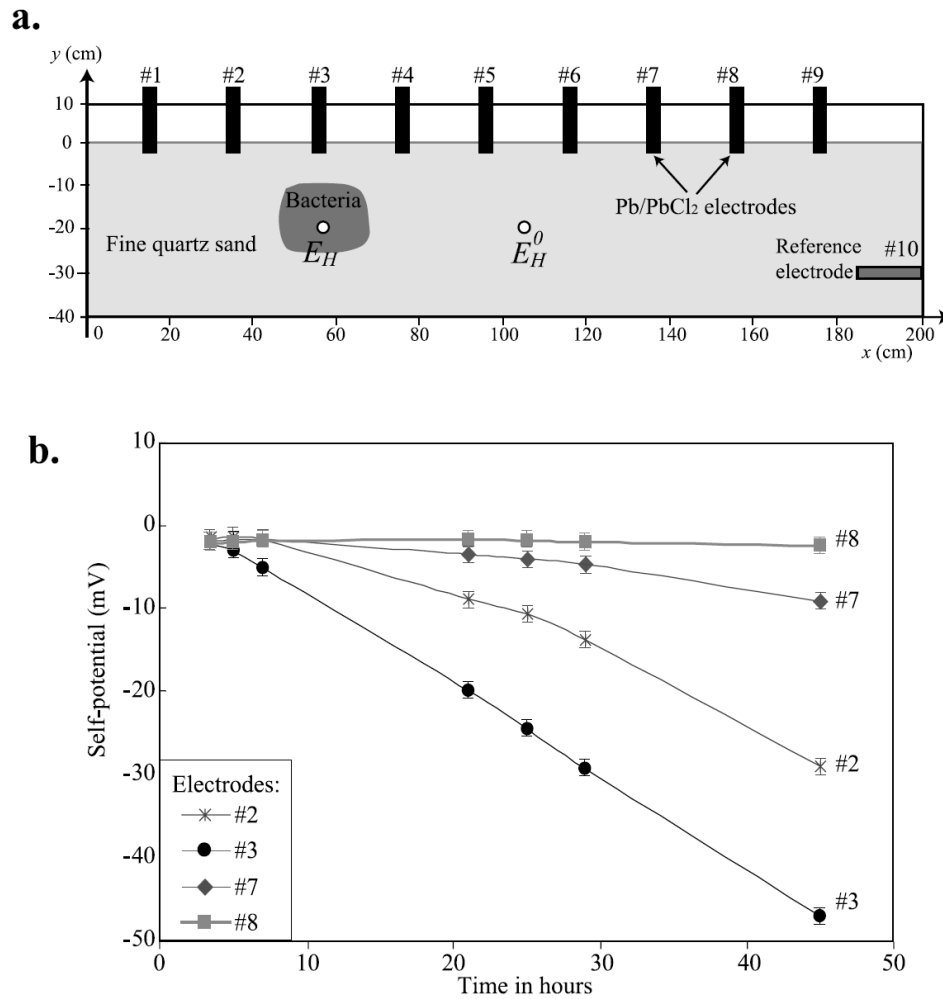 a.
y (cm)
#1 #2 #3 #4 #5 #6 #7 #8 #9
10
0
-10
-20
-30
-40
Bacteria
E_H
E_H^0
Fine quartz sand
Pb/PbCl₂ electrodes
Reference #10
electrode
0 20 40 60 80 100 120 140 160 180 200
x (cm)
b.
10
0
-10
-20
-30
-40
-50
Self-potential (mV)
#8
#7
#2
#3
Electrodes:
#2
#3
#7
#8
0 10 20 30 40 50
Time in hours